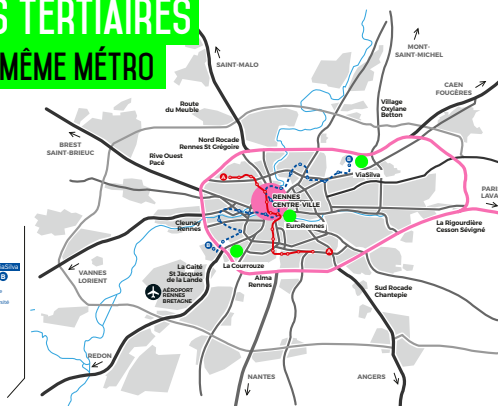 S TERTIAIRES
MÊME MÉTRO
SAINT-MALO
MONT-
SAINT-MICHEL
CAEN
FOUGÈRES
Route
du Meuble
Village
Oxylane
Betton
Nord Rocade
Rennes St Grégoire
BREST
SAINT-BRIEUC
Rive Ouest
Pacé
B
ViaSilva
A
RENNES
CENTRE-VILLE
PARI
LAVA
Cleunay
Rennes
EuroRennes
La Rigourdière
Cesson Sévigné
B
A
ViaSilva
B
VANNES
LORIENT
La Gaité
St Jacques
de la Lande
La Courrouze
Alma
Rennes
AÉROPORT
RENNES
BRETAGNE
Sud Rocade
Chantepie
REDON
NANTES
ANGERS